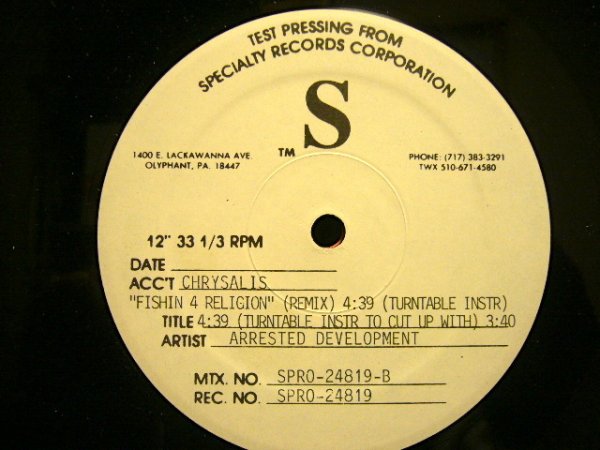 TEST PRESSING FROM
SPECIALTY RECORDS CORPORATION
S
TM
1400 E. LACKAWANNA AVE.
OLYPHANT, PA. 18447
PHONE: (717) 383-3291
TWX 510-671-4580
12" 33 1/3 RPM
DATE
ACC'T CHRYSALIS
"FISHIN 4 RELIGION" (REMIX) 4:39 (TURNTABLE INSTR)
TITLE 4:39 (TURNTABLE INSTR TO CUT UP WITH) 3:40
ARTIST ARRESTED DEVELOPMENT
MTX. NO. SPRO-24819-B
REC. NO. SPRO-24819